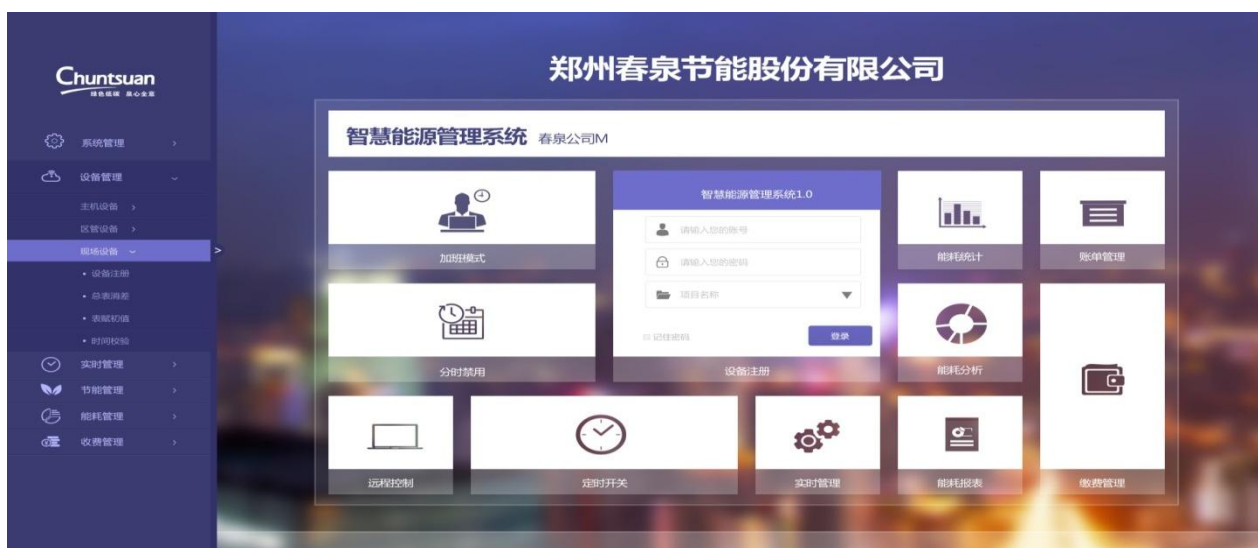 Chuntsuan
绿色低碳 泉心全意
系统管理
设备管理
主机设备
区管设备
现场设备
• 设备注册
• 总表消差
• 表赋初值
• 时间校验
实时管理
节能管理
能耗管理
收费管理
郑州春泉节能股份有限公司
智慧能源管理系统 春泉公司M
加班模式
智慧能源管理系统1.0
请输入您的账号
请输入您的密码
项目名称
记住密码
登录
设备注册
能耗统计
账单管理
分时禁用
能耗分析
远程控制
定时开关
实时管理
能耗报表
缴费管理